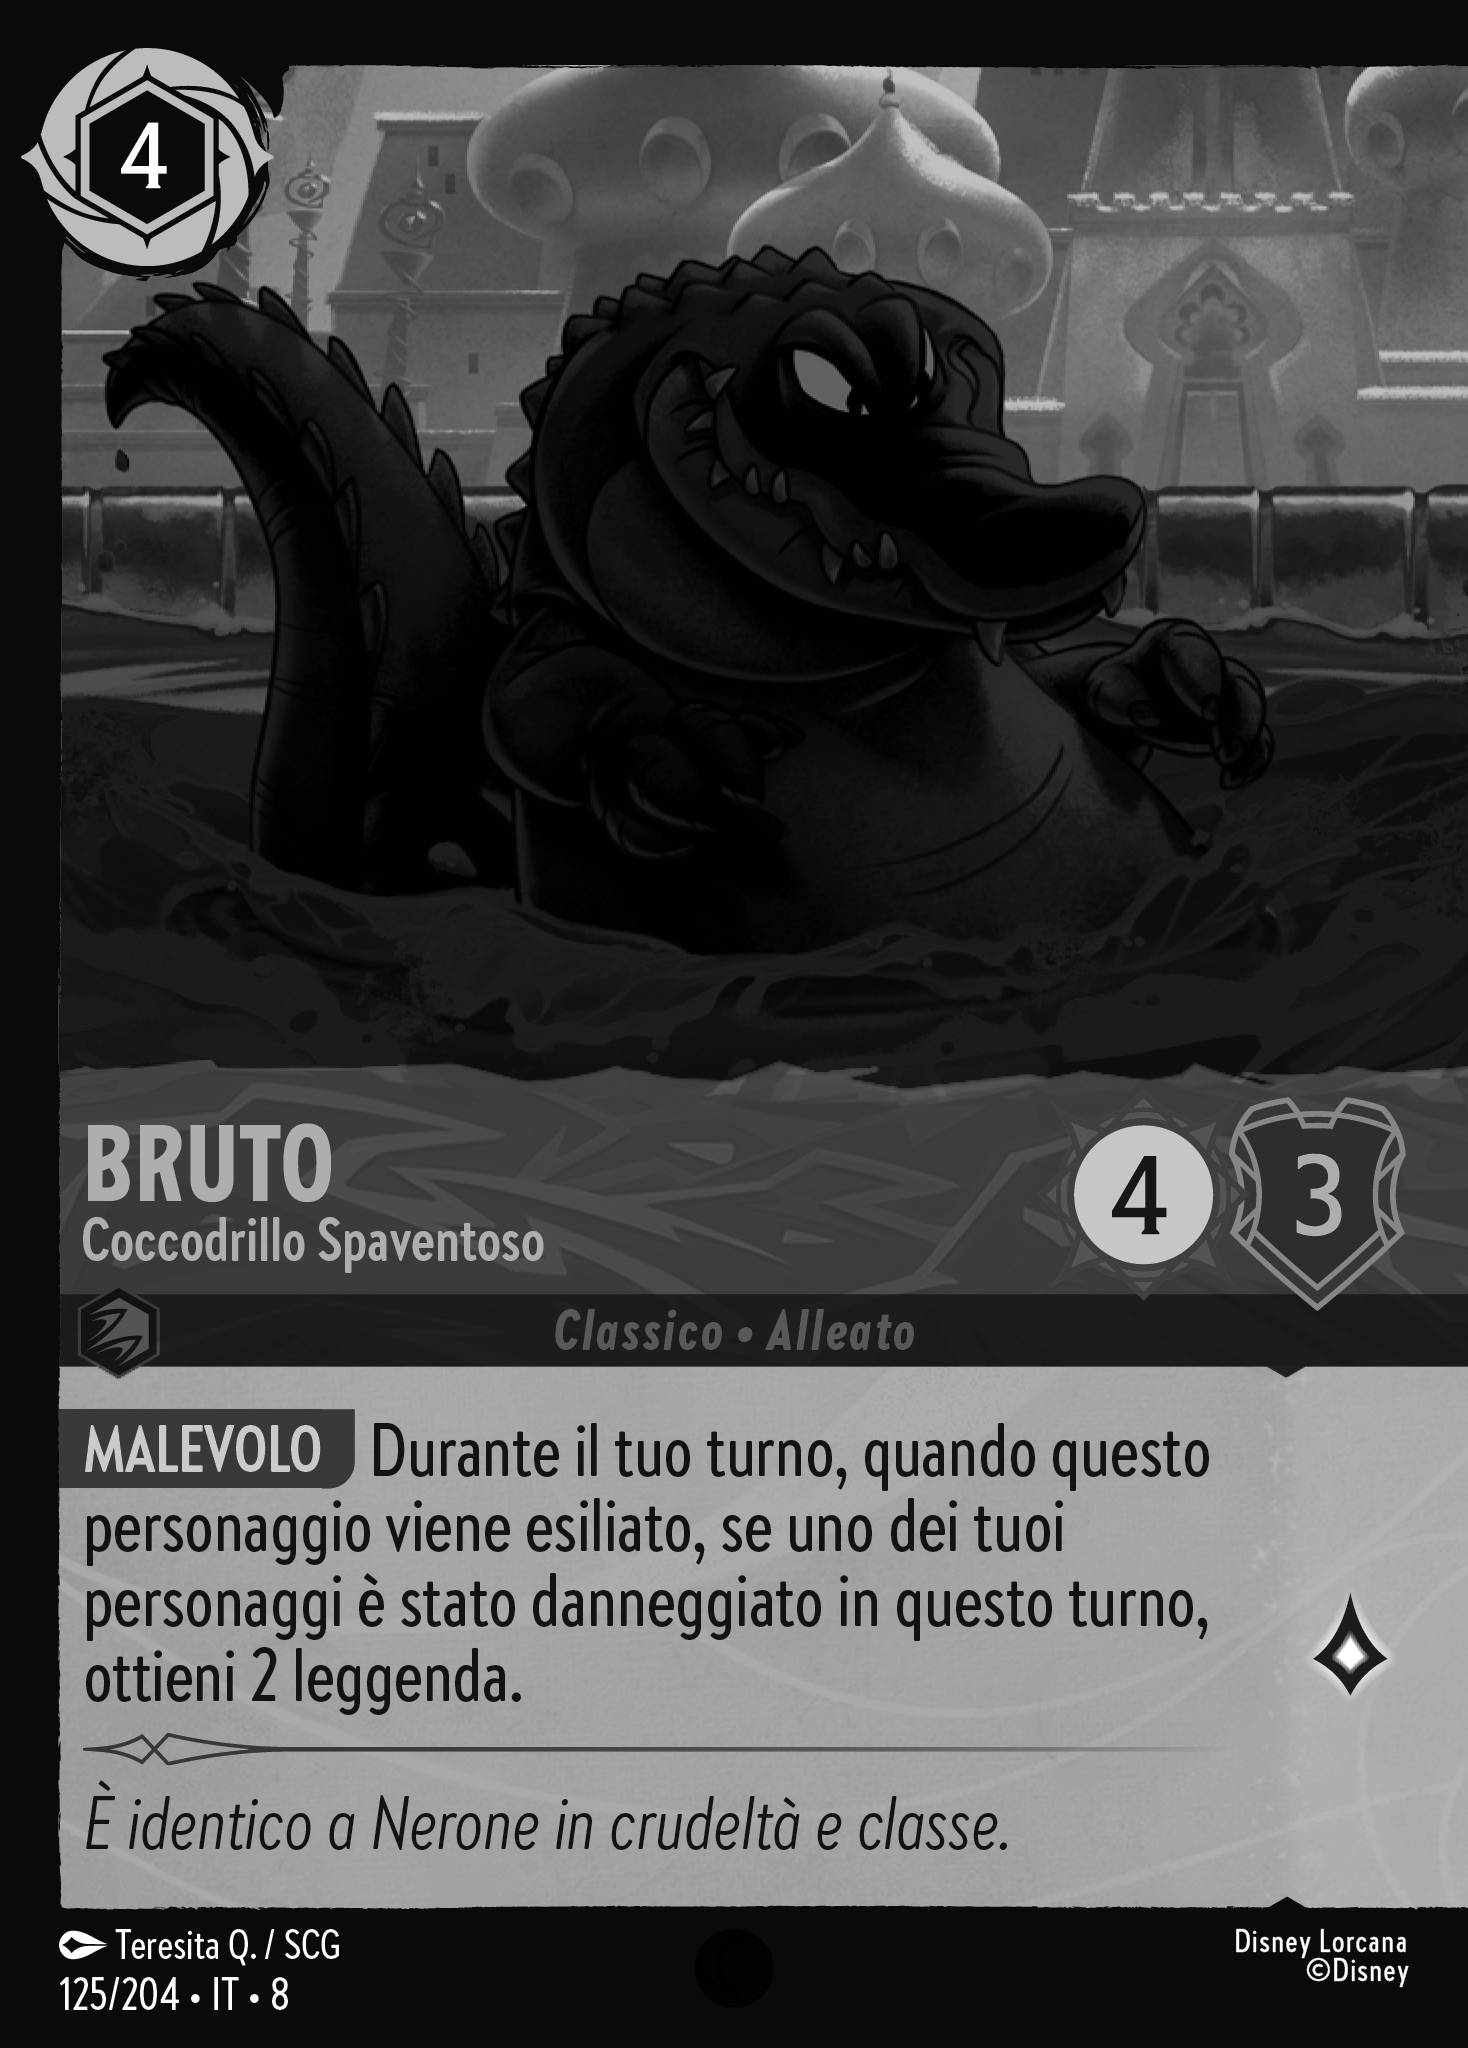 4
BRUTO
Coccodrillo Spaventoso
4
3
Classico • Alleato
MALEVOLO Durante il tuo turno, quando questo
personaggio viene esiliato, se uno dei tuoi
personaggi è stato danneggiato in questo turno,
ottieni 2 leggenda.
È identico a Nerone in crudeltà e classe.
Teresita Q. / SCG
125/204 • IT • 8
Disney Lorcana
©Disney